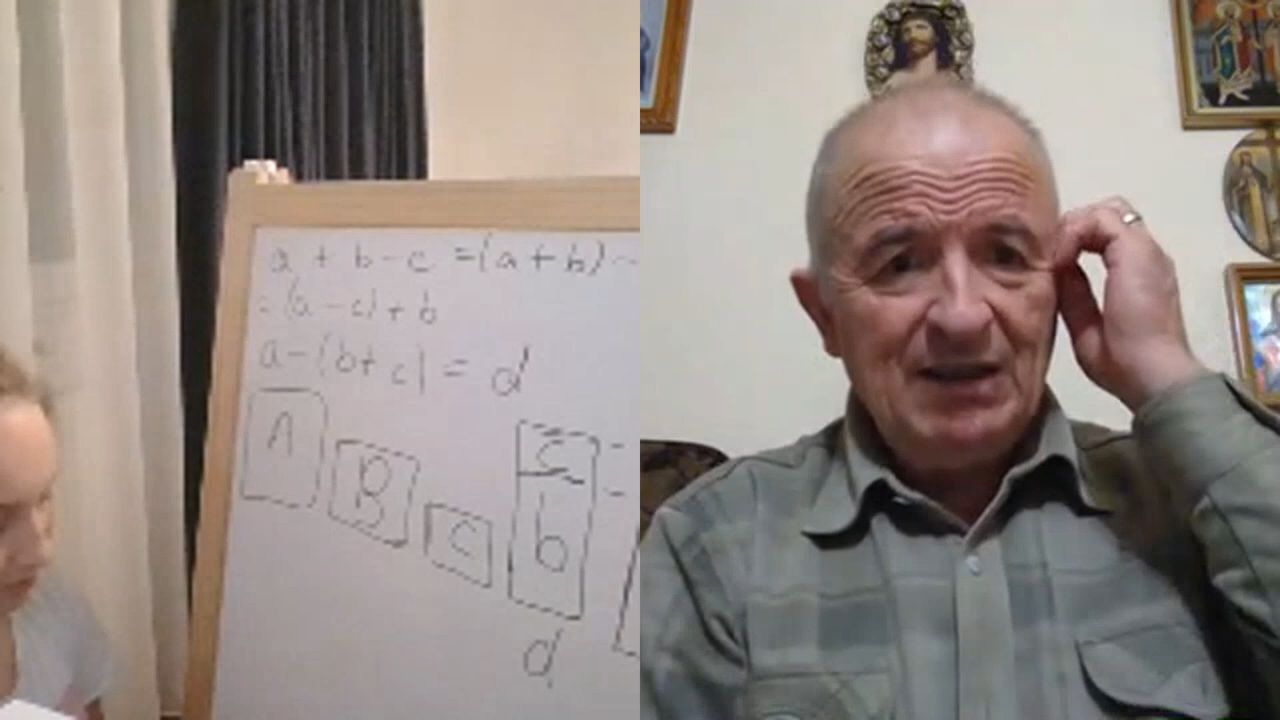 a + b - c = (a + b) -
= (a - c) + b
a - (b + c) = d
A
B
C
c
b
d